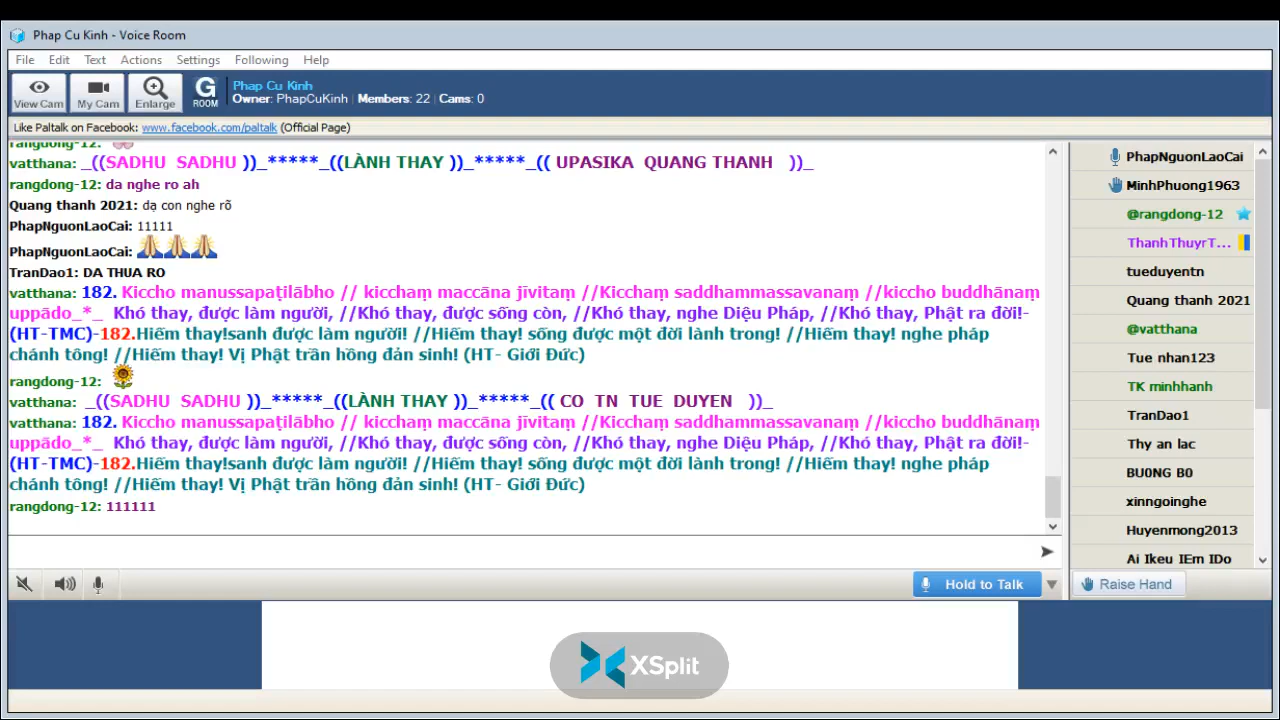 Phap Cu Kinh - Voice Room
File Edit Text Actions Settings Following Help
View Cam My Cam Enlarge G ROOM
Phap Cu Kinh
Owner: PhapCuKinh | Members: 22 | Cams: 0
Like Paltalk on Facebook: www.facebook.com/paltalk (Official Page)
rangdong-12:
vatthana: _((SADHU SADHU ))_*****_((LÀNH THAY ))_*****_(( UPASIKA QUANG THANH ))_
rangdong-12: da nghe ro ah
Quang thanh 2021: dạ con nghe rõ
PhapNguonLaoCai: 11111
PhapNguonLaoCai: 🙏🙏🙏
TranDao1: DA THUA RO
vatthana: 182. Kiccho manussapaṭilābho // kicchaṃ maccāna jīvitaṃ //Kicchaṃ saddhammassavanaṃ //kiccho buddhānaṃ
uppādo_*_ Khó thay, được làm người, //Khó thay, được sống còn, //Khó thay, nghe Diệu Pháp, //Khó thay, Phật ra đời!-
(HT-TMC)-182.Hiếm thay!sanh được làm người! //Hiếm thay! sống được một đời lành trong! //Hiếm thay! nghe pháp
chánh tông! //Hiếm thay! Vị Phật trần hồng đản sinh! (HT- Giới Đức)
rangdong-12: 🌻
vatthana: _((SADHU SADHU ))_*****_((LÀNH THAY ))_*****_(( CO TN TUE DUYEN ))_
vatthana: 182. Kiccho manussapaṭilābho // kicchaṃ maccāna jīvitaṃ //Kicchaṃ saddhammassavanaṃ //kiccho buddhānaṃ
uppādo_*_ Khó thay, được làm người, //Khó thay, được sống còn, //Khó thay, nghe Diệu Pháp, //Khó thay, Phật ra đời!-
(HT-TMC)-182.Hiếm thay!sanh được làm người! //Hiếm thay! sống được một đời lành trong! //Hiếm thay! nghe pháp
chánh tông! //Hiếm thay! Vị Phật trần hồng đản sinh! (HT- Giới Đức)
rangdong-12: 111111
Hold to Talk
PhapNguonLaoCai
MinhPhuong1963
@rangdong-12
ThanhThuyrT...
tueduyentn
Quang thanh 2021
@vatthana
Tue nhan123
TK minhhanh
TranDao1
Thy an lac
BU0NG B0
xinngoinghe
Huyenmong2013
Ai Ikeu IEm IDo
Raise Hand
XSplit